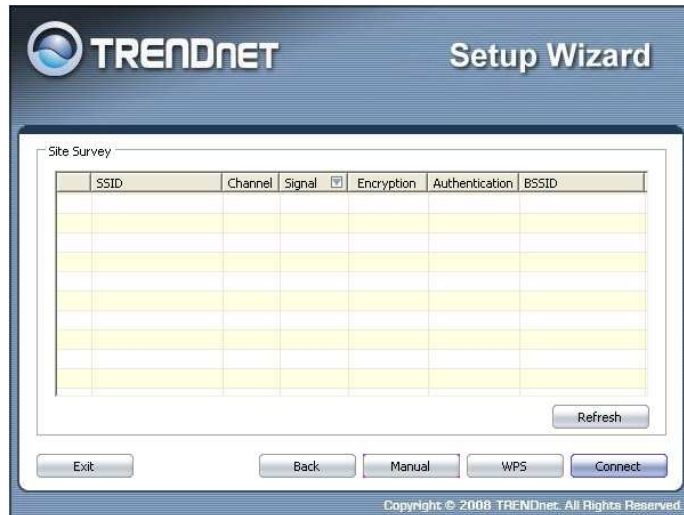 TRENDNET Setup Wizard
Site Survey
SSID Channel Signal Encryption Authentication BSSID
Refresh
Exit Back Manual WPS Connect
Copyright © 2008 TRENDnet. All Rights Reserved.